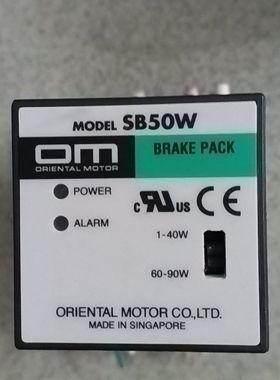 MODEL SB50W
OM
BRAKE PACK
ORIENTAL MOTOR
POWER
ALARM
c RU US CE
1-40W
60-90W
ORIENTAL MOTOR CO.,LTD.
MADE IN SINGAPORE